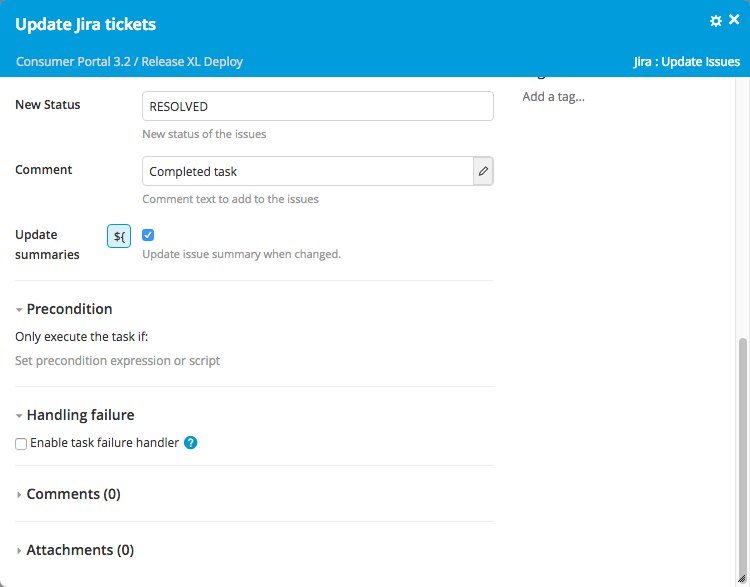 Update Jira tickets
Consumer Portal 3.2 / Release XL Deploy
Jira : Update Issues
New Status
RESOLVED
Add a tag...
New status of the issues
Comment
Completed task
Comment text to add to the issues
Update
summaries
${
Update issue summary when changed.
Precondition
Only execute the task if:
Set precondition expression or script
Handling failure
Enable task failure handler ?
Comments (0)
Attachments (0)